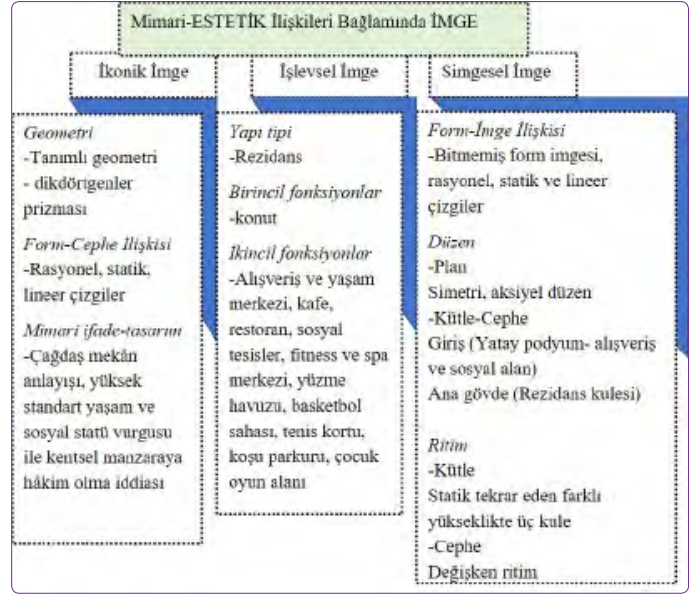 Mimari-ESTETİK İlişkileri Bağlamında İMGE
İkonik İmge
İşlevsel İmge
Simgesel İmge
Geometri
-Tanımlı geometri
- dikdörtgenler
prizması
Form-Cephe İlişkisi
-Rasyonel, statik,
lineer çizgiler
Mimari ifade-tasarım
-Çağdaş mekân
anlayışı, yüksek
standart yaşam ve
sosyal statü vurgusu
ile kentsel manzaraya
hâkim olma iddiası
Yapı tipi
-Rezidans
Birincil fonksiyonlar
-konut
İkincil fonksiyonlar
-Alışveriş ve yaşam
merkezi, kafe,
restoran, sosyal
tesisler, fitness ve spa
merkezi, yüzme
havuzu, basketbol
sahası, tenis kortu,
koşu parkuru, çocuk
oyun alanı
Form-İmge İlişkisi
-Bitmemiş form imgesi,
rasyonel, statik ve lineer
çizgiler
Düzen
-Plan
Simetri, aksiyel düzen
-Kütle-Cephe
Giriş (Yatay podyum- alışveriş
ve sosyal alan)
Ana gövde (Rezidans kulesi)
Ritim
-Kütle
Statik tekrar eden farklı
yükseklikte üç kule
-Cephe
Değişken ritim